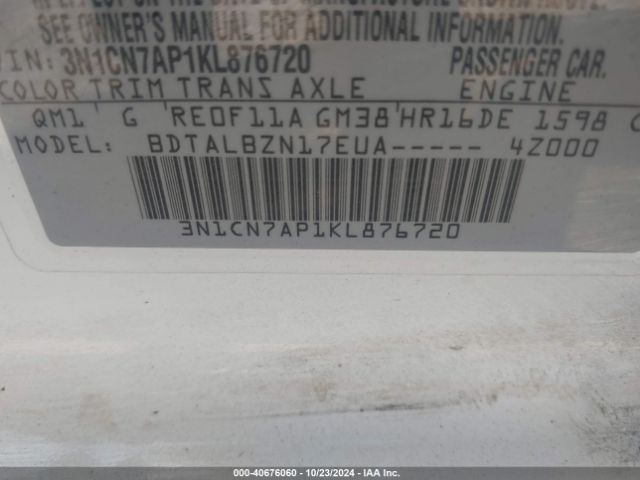 SEE OWNER'S MANUAL FOR ADDITIONAL INFORMATION.
VIN: 3N1CN7AP1KL876720 PASSENGER CAR.
COLOR TRIM TRANS AXLE ENGINE
QM1 G RE0F11A GM38 HR16DE 1598 C
MODEL: BDTALBZN17EUA----- 4Z000
3N1CN7AP1KL876720
000-40676060 | 10/23/2024 | IAA Inc.